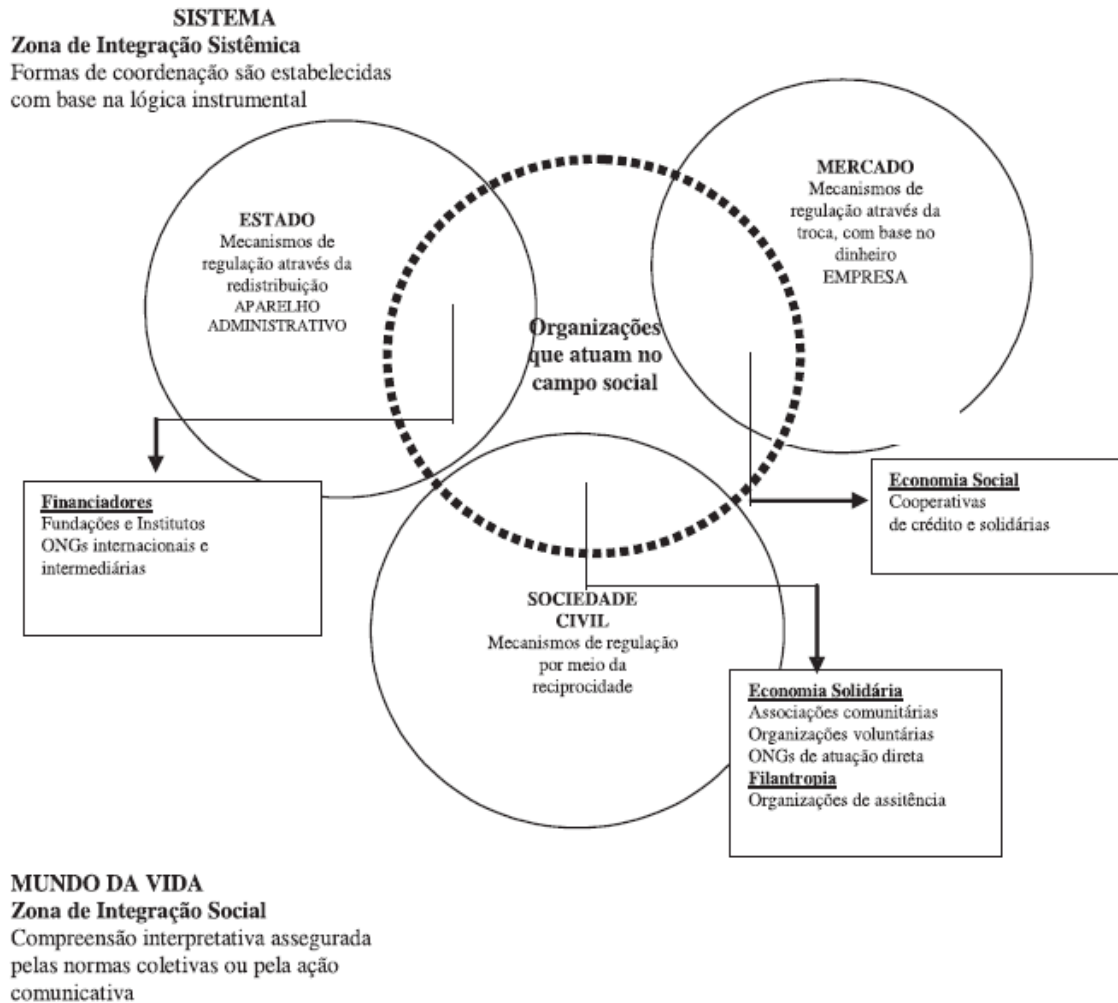 SISTEMA
Zona de Integração Sistêmica
Formas de coordenação são estabelecidas
com base na lógica instrumental
ESTADO
Mecanismos de
regulação através da
redistribuição
APARELHO
ADMINISTRATIVO
MERCADO
Mecanismos de
regulação através da
troca, com base no
dinheiro
EMPRESA
Organizações
que atuam no
campo social
Financiadores
Fundações e Institutos
ONGs internacionais e
intermediárias
Economia Social
Cooperativas
de crédito e solidárias
SOCIEDADE
CIVIL
Mecanismos de regulação
por meio da
reciprocidade
Economia Solidária
Associações comunitárias
Organizações voluntárias
ONGs de atuação direta
Filantropia
Organizações de assitência
MUNDO DA VIDA
Zona de Integração Social
Compreensão interpretativa assegurada
pelas normas coletivas ou pela ação
comunicativa